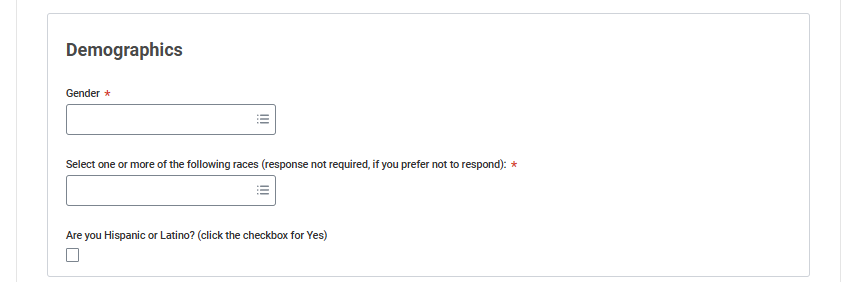 Demographics
Gender *
Select one or more of the following races (response not required, if you prefer not to respond): *
Are you Hispanic or Latino? (click the checkbox for Yes)